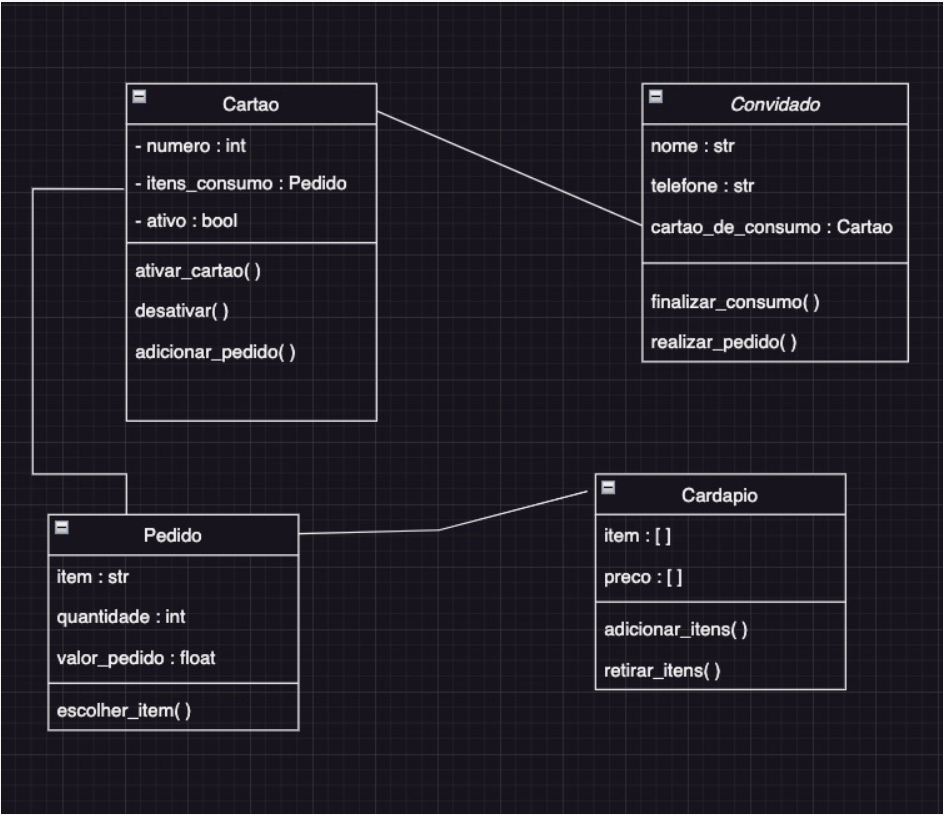 Cartao
- numero : int
- itens_consumo : Pedido
- ativo : bool
ativar_cartao( )
desativar( )
adicionar_pedido( )
Convidado
nome : str
telefone : str
cartao_de_consumo : Cartao
finalizar_consumo( )
realizar_pedido( )
Pedido
item : str
quantidade : int
valor_pedido : float
escolher_item( )
Cardapio
item : [ ]
preco : [ ]
adicionar_itens( )
retirar_itens( )